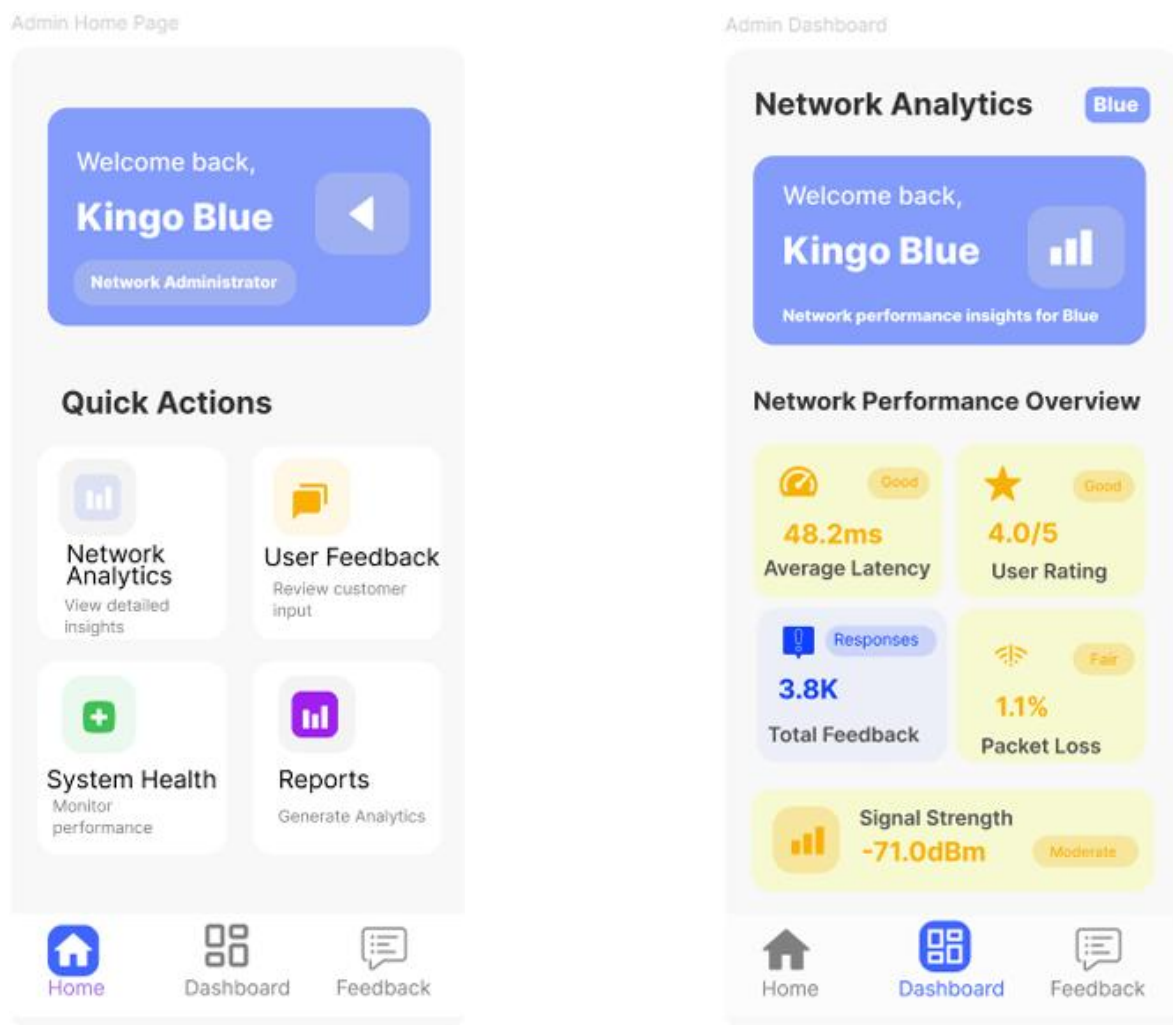 Admin Home Page
Welcome back,
Kingo Blue
Network Administrator
Quick Actions
Network
Analytics
View detailed
insights
User Feedback
Review customer
input
System Health
Monitor
performance
Reports
Generate Analytics
Home
Dashboard
Feedback
Admin Dashboard
Network Analytics
Blue
Welcome back,
Kingo Blue
Network performance insights for Blue
Network Performance Overview
Good
48.2ms
Average Latency
Good
4.0/5
User Rating
Responses
3.8K
Total Feedback
Fair
1.1%
Packet Loss
Signal Strength
-71.0dBm
Moderate
Home
Dashboard
Feedback